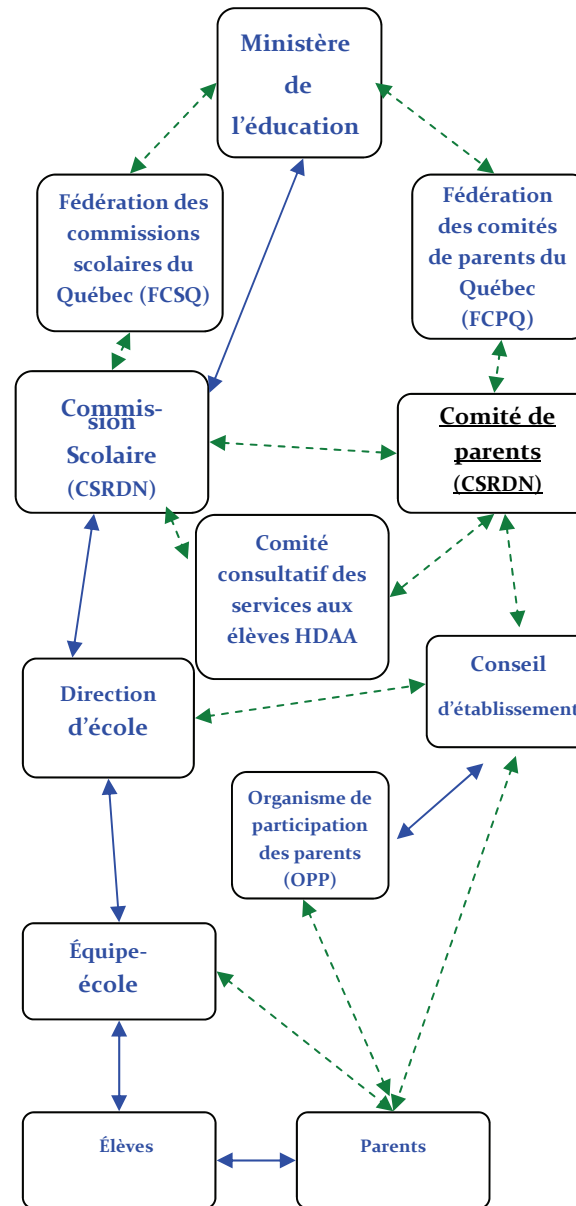 Ministère
de
l'éducation
Fédération des
commissions
scolaires du
Québec (FCSQ)
Fédération
des comités
de parents du
Québec
(FCPQ)
Commis-
sion
Scolaire
(CSRDN)
Comité de
parents
(CSRDN)
Comité
consultatif des
services aux
élèves HDAA
Direction
d'école
Conseil
d'établissement
Organisme de
participation
des parents
(OPP)
Équipe-
école
Élèves
Parents